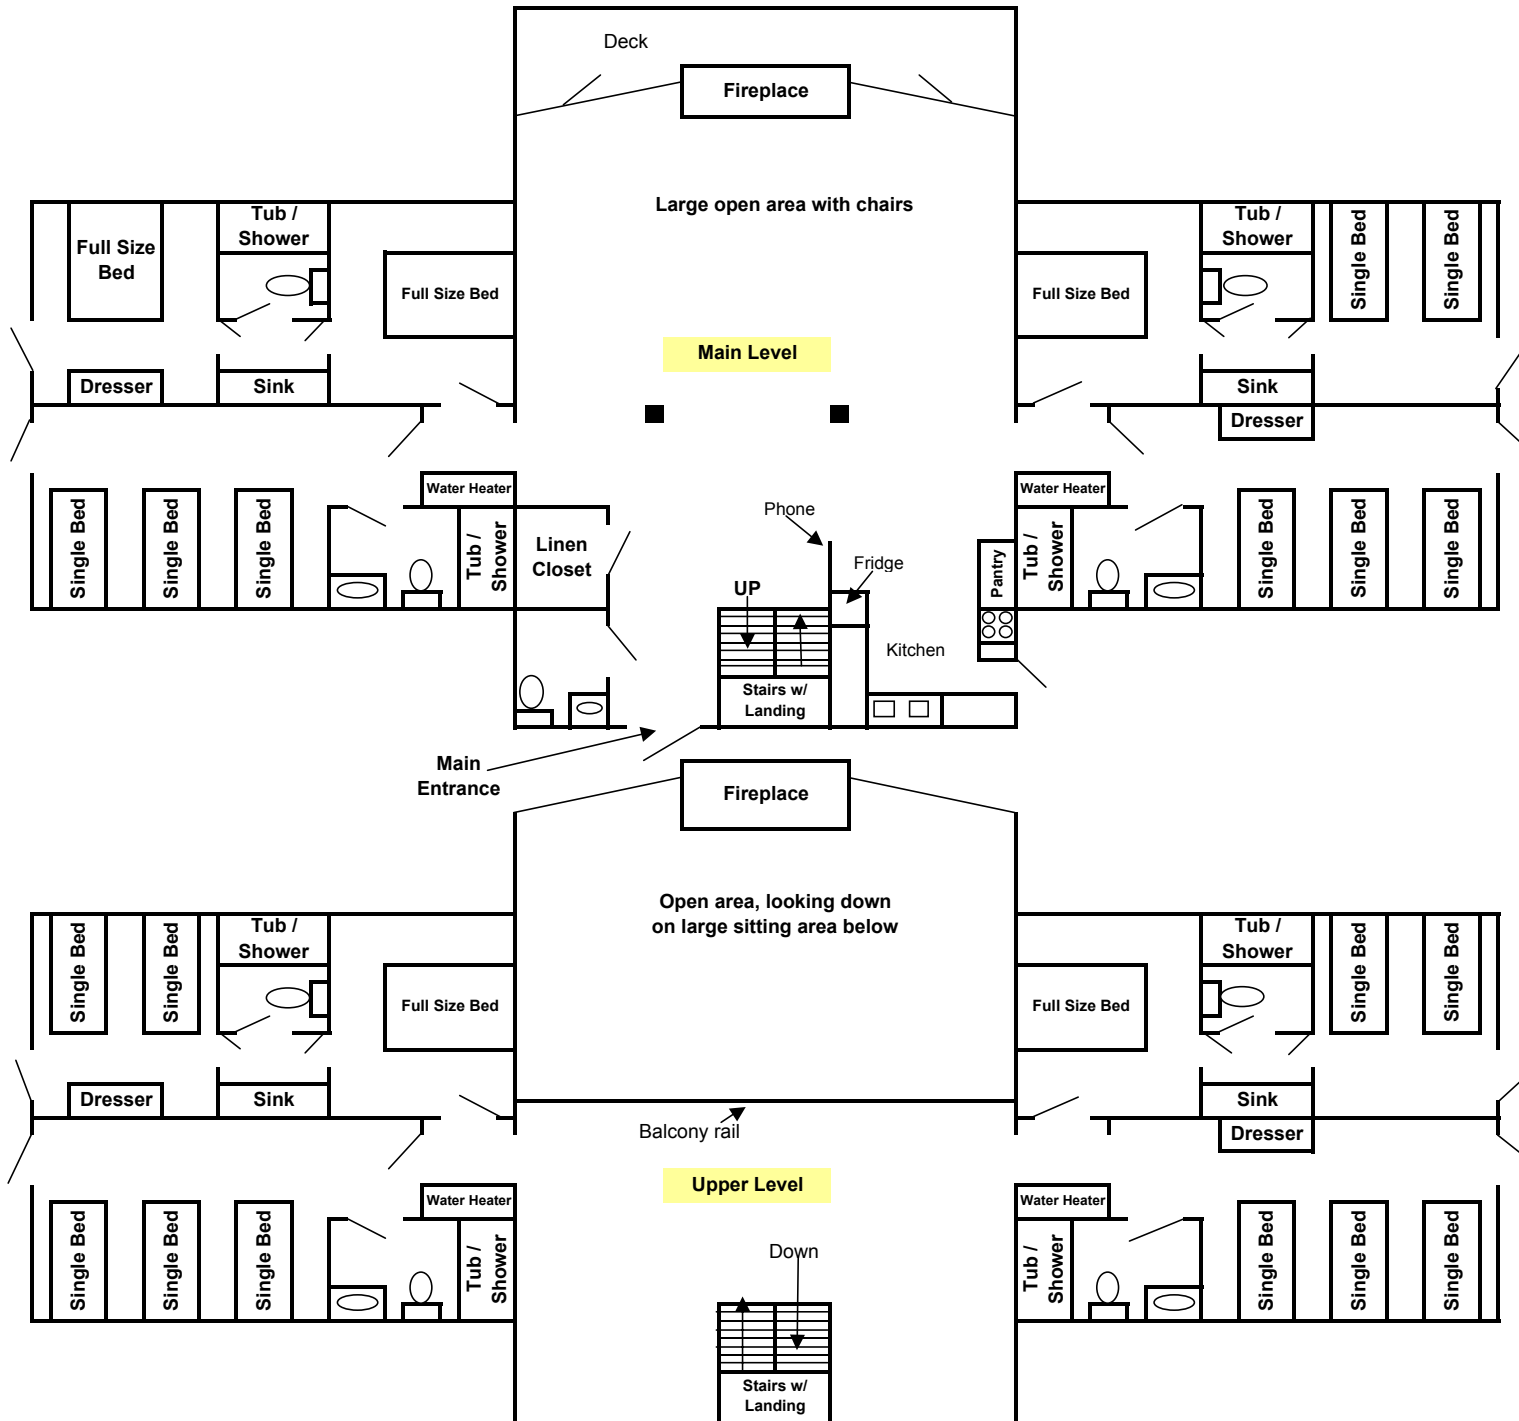 Deck
Fireplace
Large open area with chairs
Full Size
Bed
Tub /
Shower
Full Size Bed
Full Size Bed
Tub /
Shower
Single Bed
Single Bed
Main Level
Dresser
Sink
Sink
Dresser
Single Bed
Single Bed
Single Bed
Water Heater
Tub /
Shower
Linen
Closet
Phone
Fridge
UP
Pantry
Water Heater
Tub /
Shower
Single Bed
Single Bed
Single Bed
Kitchen
Stairs w/
Landing
Main
Entrance
Fireplace
Open area, looking down
on large sitting area below
Single Bed
Single Bed
Tub /
Shower
Full Size Bed
Full Size Bed
Tub /
Shower
Single Bed
Single Bed
Dresser
Sink
Sink
Dresser
Balcony rail
Upper Level
Single Bed
Single Bed
Single Bed
Water Heater
Tub /
Shower
Down
Water Heater
Tub /
Shower
Single Bed
Single Bed
Single Bed
Stairs w/
Landing